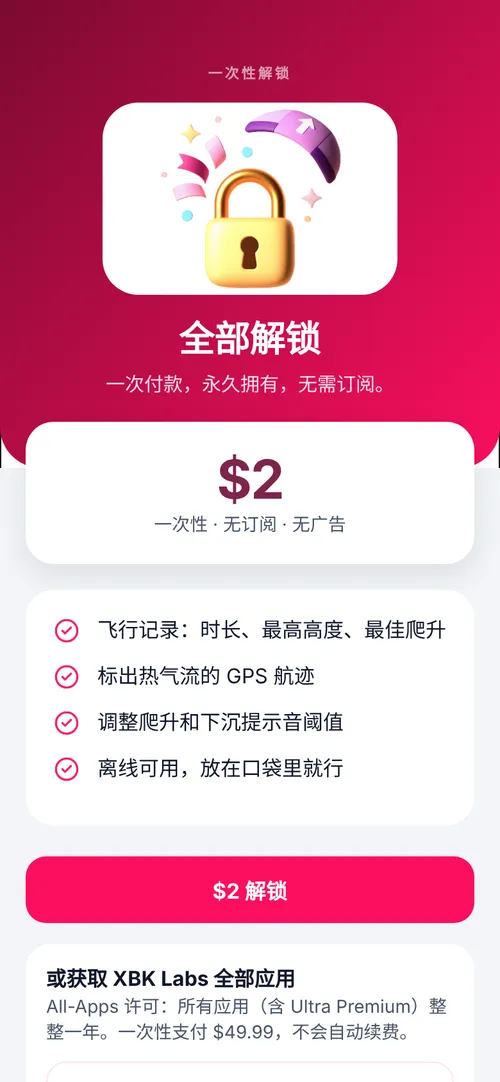 一次性解锁
全部解锁
一次付款，永久拥有，无需订阅。
$2
一次性 · 无订阅 · 无广告
飞行记录：时长、最高高度、最佳爬升
标出热气流的 GPS 航迹
调整爬升和下沉提示音阈值
离线可用，放在口袋里就行
$2 解锁
或获取 XBK Labs 全部应用
All-Apps 许可：所有应用（含 Ultra Premium）整
整一年。一次性支付 $49.99，不会自动续费。